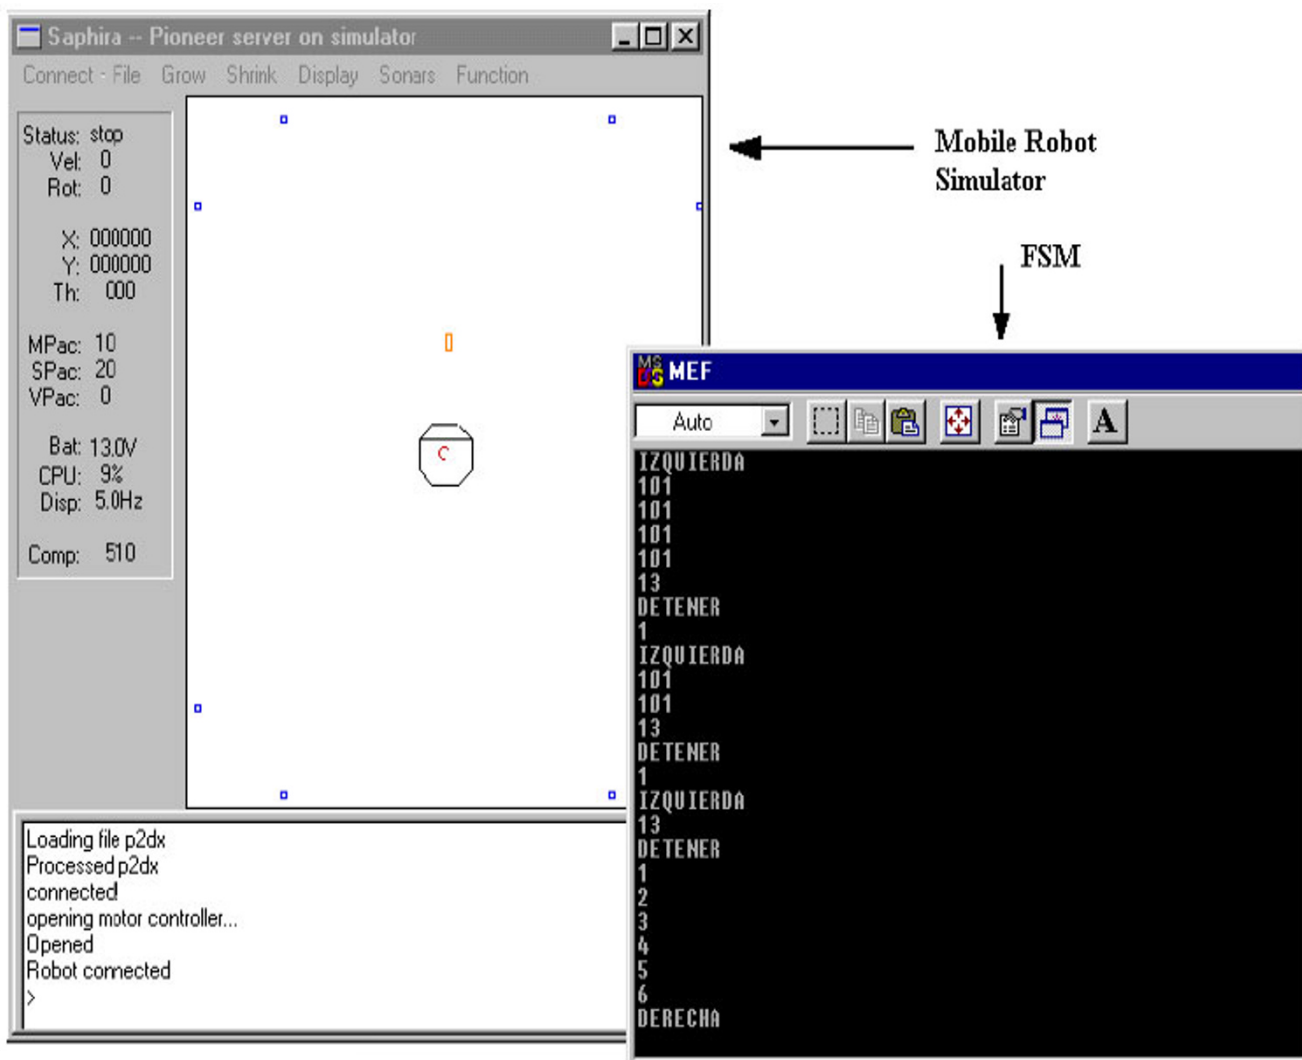 Saphira -- Pioneer server on simulator
Connect - File Grow Shrink Display Sonars Function
Status: stop
Vel: 0
Rot: 0
X: 000000
Y: 000000
Th: 000
MPac: 10
SPac: 20
VPac: 0
Bat: 13.0V
CPU: 9%
Disp: 5.0Hz
Comp: 510
C
Loading file p2dx
Processed p2dx
connected!
opening motor controller...
Opened
Robot connected
>
Mobile Robot
Simulator
FSM
MEF
Auto
A
IZQUIERDA
101
101
101
101
13
DETENER
1
IZQUIERDA
101
101
13
DETENER
1
IZQUIERDA
13
DETENER
1
2
3
4
5
6
DERECHA